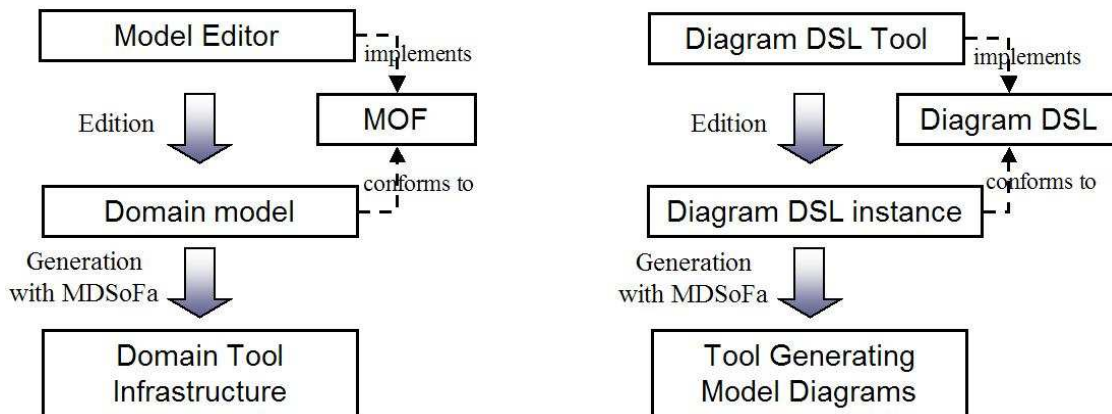 Model Editor
implements
MOF
Edition
conforms to
Domain model
Generation
with MDSoFa
Domain Tool
Infrastructure
Diagram DSL Tool
implements
Diagram DSL
Edition
conforms to
Diagram DSL instance
Generation
with MDSoFa
Tool Generating
Model Diagrams